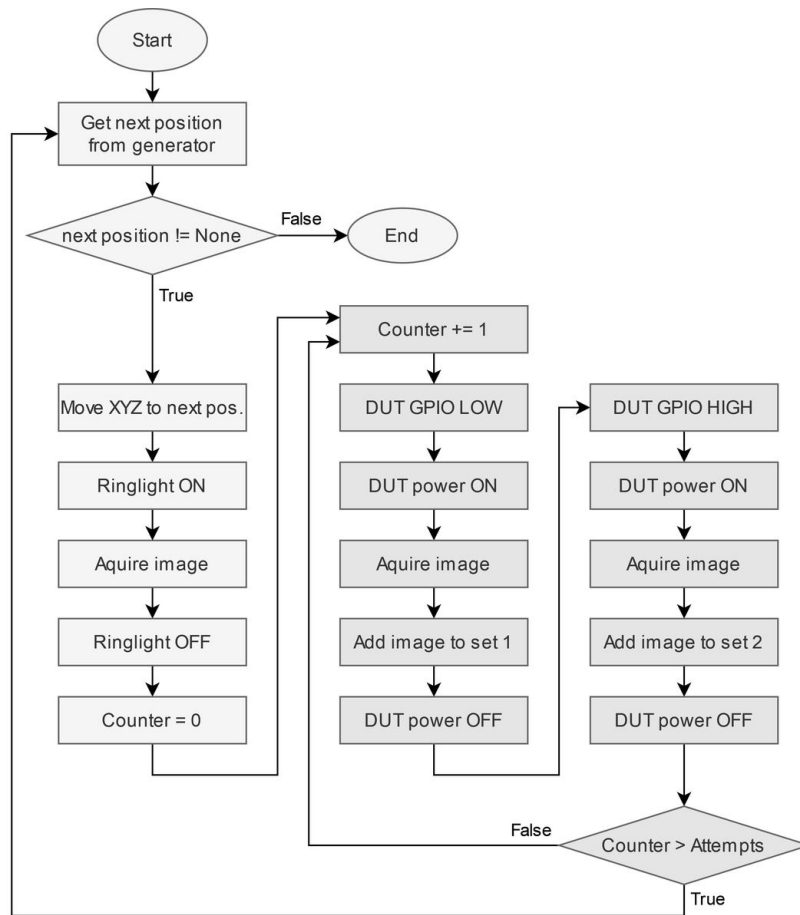 Start
Get next position
from generator
next position != None
False
End
True
Move XYZ to next pos.
Ringlight ON
Aquire image
Ringlight OFF
Counter = 0
Counter += 1
DUT GPIO LOW
DUT power ON
Aquire image
Add image to set 1
DUT power OFF
DUT GPIO HIGH
DUT power ON
Aquire image
Add image to set 2
DUT power OFF
Counter > Attempts
False
True